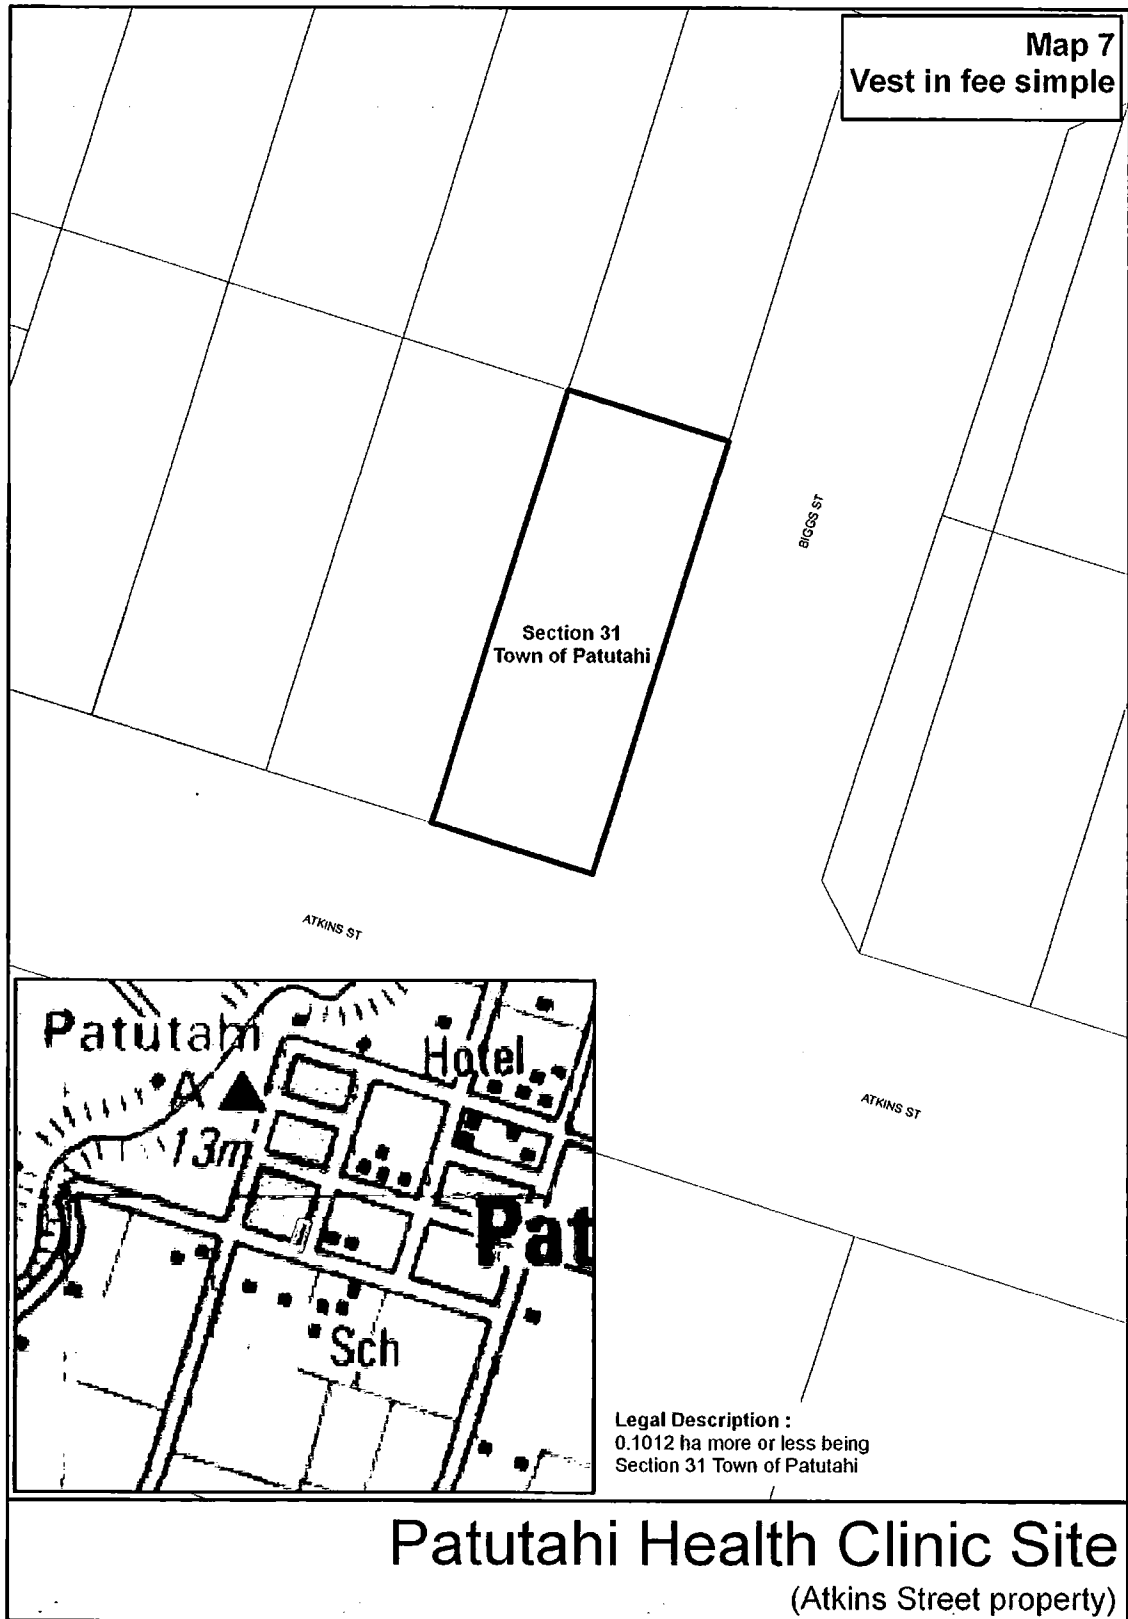 Map 7
Vest in fee simple
BIGGS ST
Section 31
Town of Patutahi
ATKINS ST
Patutahi
Hotel
A
13m
Pat
Sch
ATKINS ST
Legal Description :
0.1012 ha more or less being
Section 31 Town of Patutahi
Patutahi Health Clinic Site
(Atkins Street property)